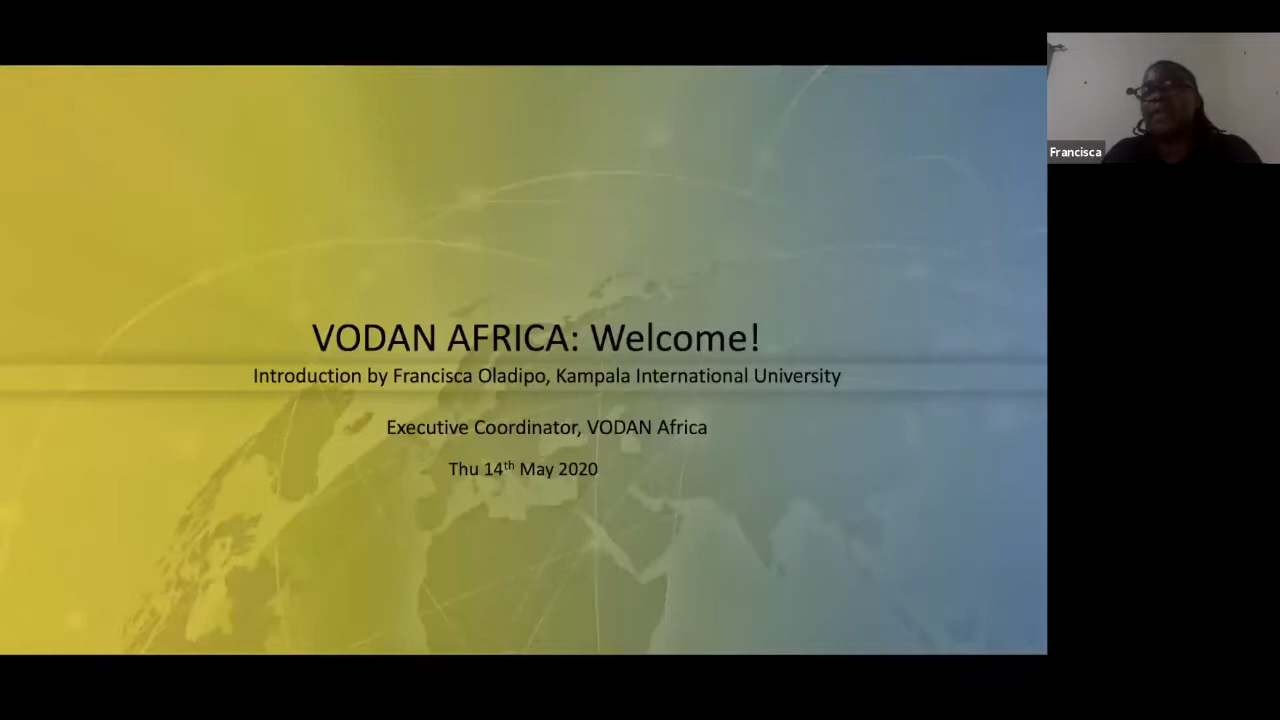 VODAN AFRICA: Welcome!
Introduction by Francisca Oladipo, Kampala International University
Executive Coordinator, VODAN Africa
Thu 14th May 2020
Francisca